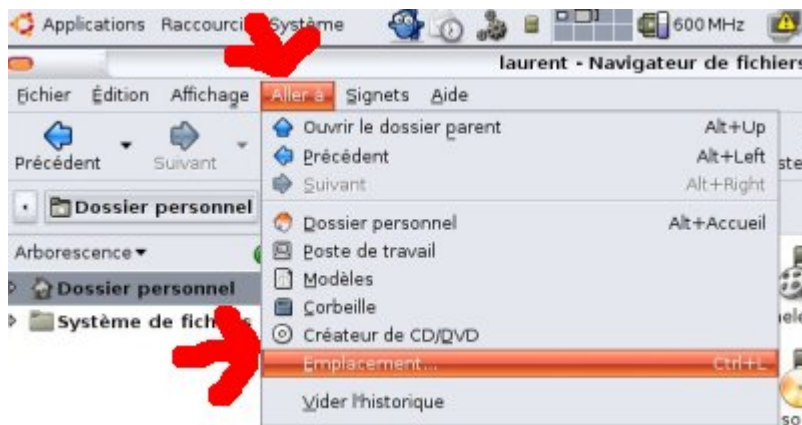 Applications Raccourci Système 600 MHz
laurent - Navigateur de fichiers
Fichier Édition Affichage Aller à Signets Aide
Précédent Suivant
Dossier personnel
Arborescence
Dossier personnel
Système de fich s
Ouvrir le dossier parent Alt+Up
Précédent Alt+Left
Suivant Alt+Right
Dossier personnel Alt+Accueil
Poste de travail
Modèles
Corbeille
Créateur de CD/DVD
Emplacement... Ctrl+L
Vider l'historique